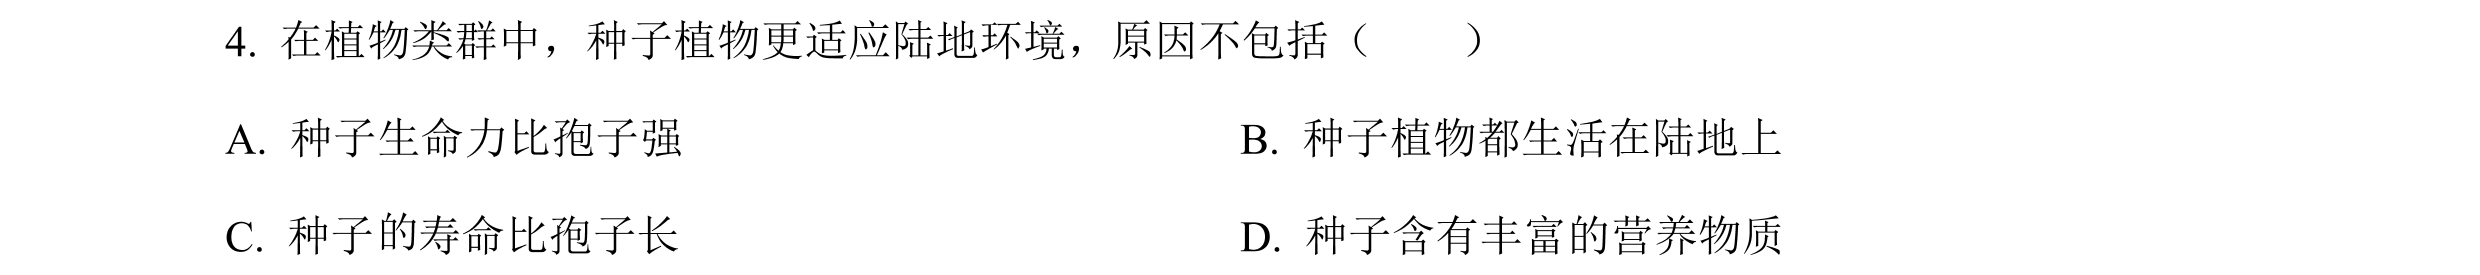 4. 在植物类群中，种子植物更适应陆地环境，原因不包括（　　）
A. 种子生命力比孢子强　　B. 种子植物都生活在陆地上
C. 种子的寿命比孢子长　　D. 种子含有丰富的营养物质